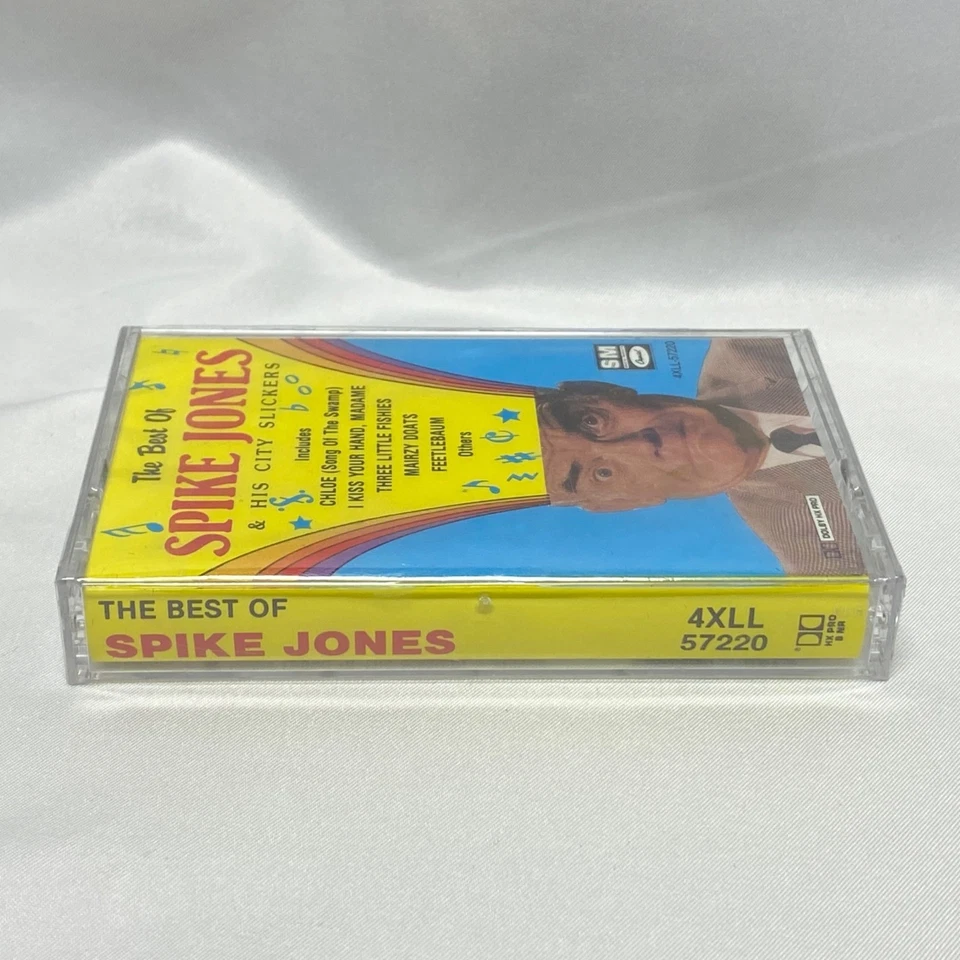 The Best Of
SPIKE JONES
& HIS CITY SLICKERS
Includes
CHLOE (Song Of The Swamp)
I KISS YOUR HAND, MADAME
THREE LITTLE FISHIES
MAIRZY DOATS
FEETLEBAUM
Others
SM
Capitol
4XLL-57220
DOLBY HX PRO
THE BEST OF
SPIKE JONES
4XLL
57220
HX PRO
B NR